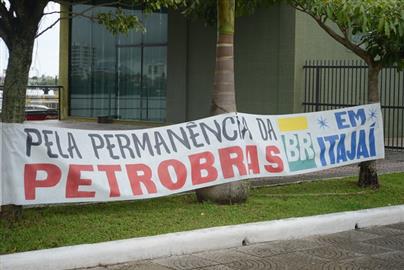 PELA PERMANÊNCIA DA
PETROBRAS
BR
EM
ITAJAÍ